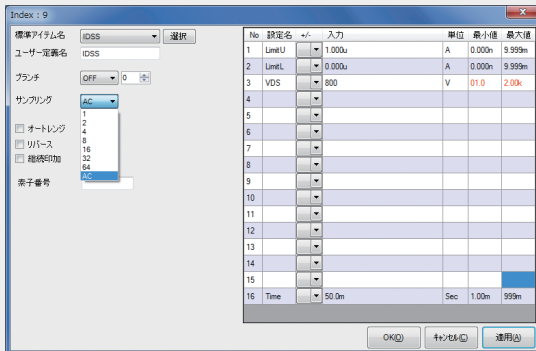 Index : 9
標準アイテム名 IDSS 選択
ユーザー定義名 IDSS
ブランチ OFF 0
サンプリング AC
1
2
4
8
16
32
64
AC
オートレンジ
リバース
継続印加
素子番号
No 設定名 +/- 入力 単位 最小値 最大値
1 LimitU 1.000u A 0.000n 9.999m
2 LimitL 0.000u A 0.000n 9.999m
3 VDS 800 V 01.0 2.00k
4
5
6
7
8
9
10
11
12
13
14
15
16 Time 50.0m Sec 1.00m 999m
OK(O) キャンセル(C) 適用(A)